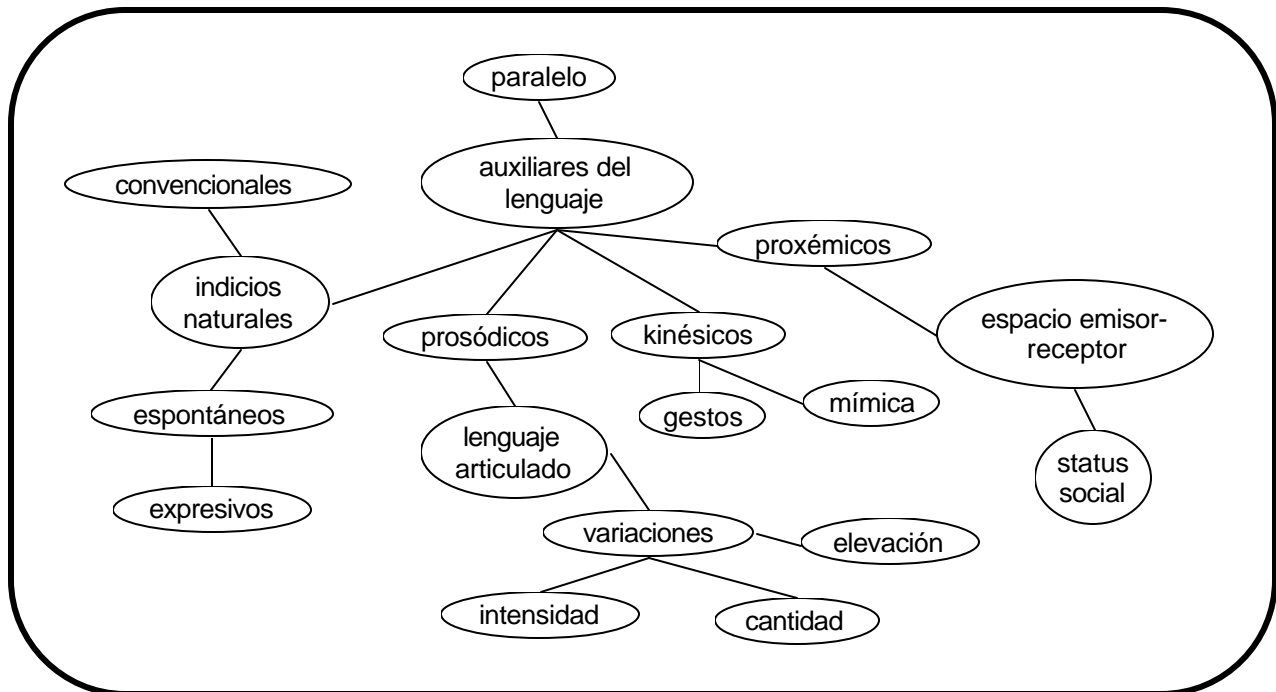 paralelo
auxiliares del
lenguaje
convencionales
proxémicos
indicios
naturales
espacio emisor-
receptor
prosódicos
kinésicos
espontáneos
gestos
mímica
lenguaje
articulado
status
social
expresivos
variaciones
elevación
intensidad
cantidad